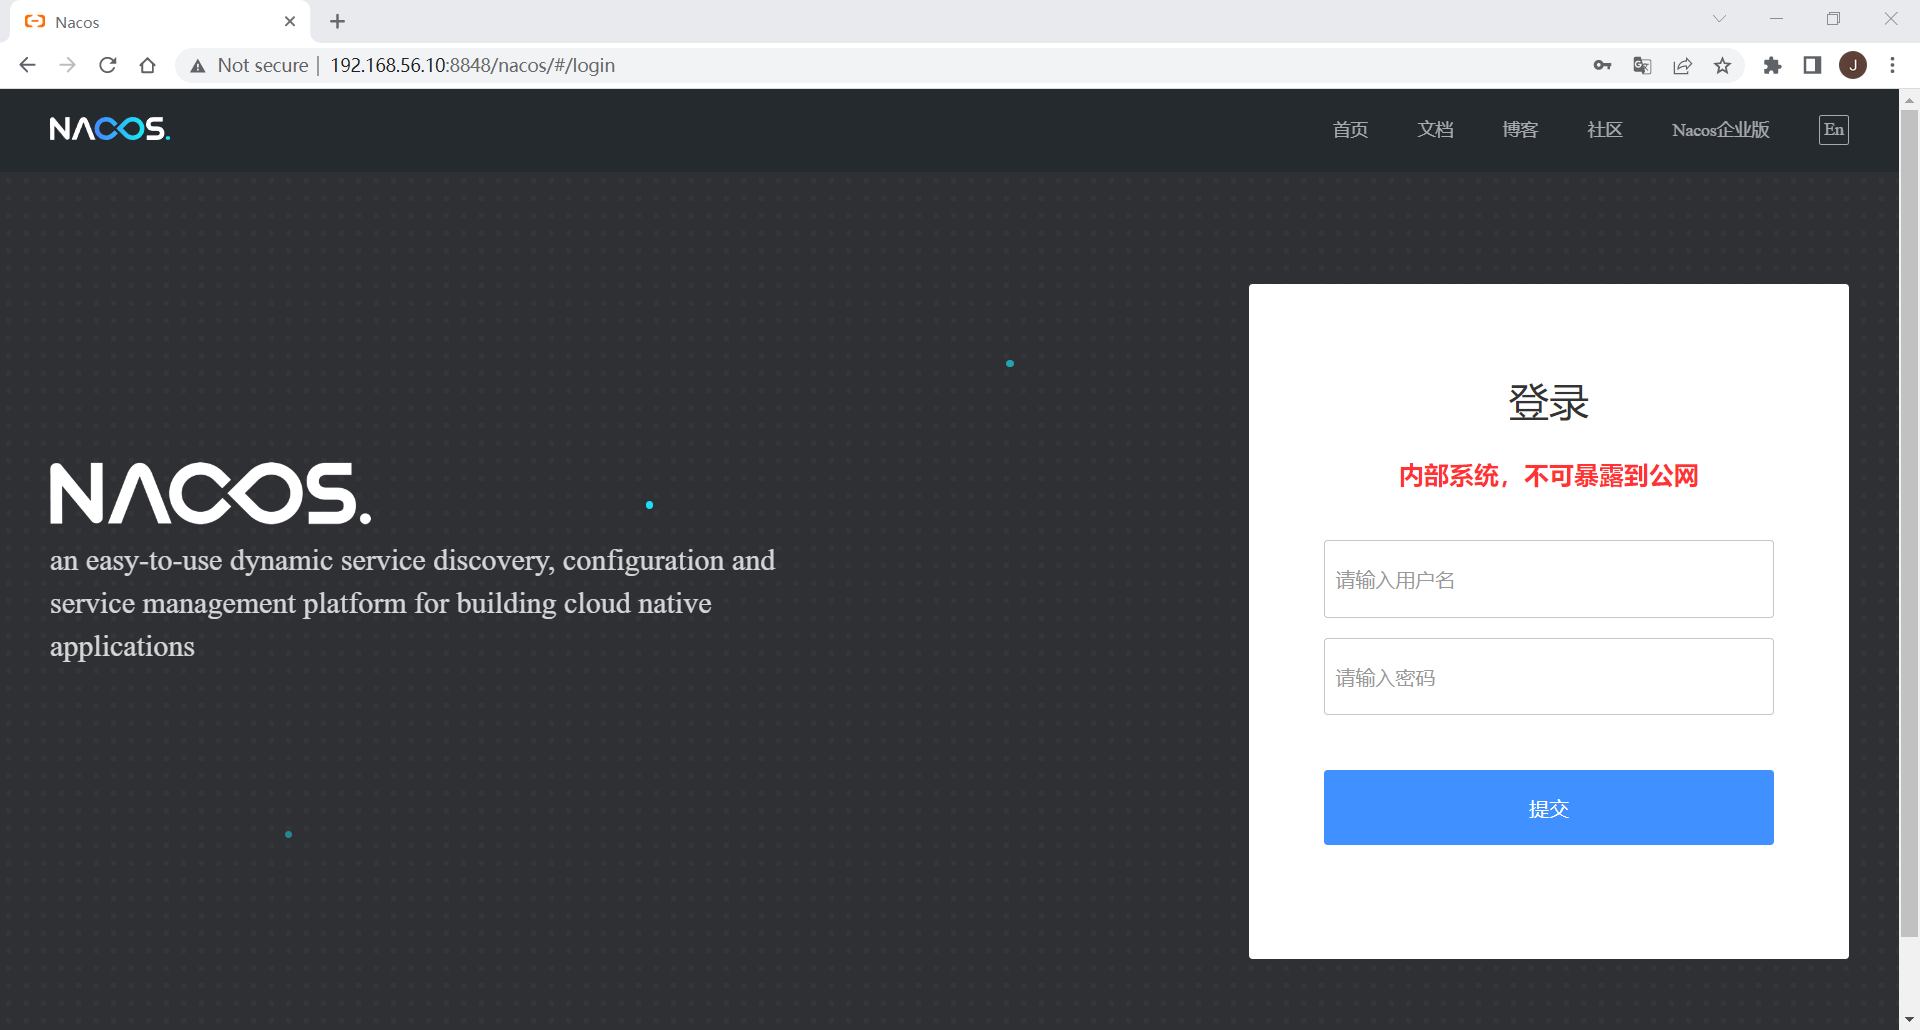 Nacos
Not secure
192.168.56.10:8848/nacos/#/login
J
NACOS.
首页
文档
博客
社区
Nacos企业版
En
NACOS.
an easy-to-use dynamic service discovery, configuration and
service management platform for building cloud native
applications
登录
内部系统，不可暴露到公网
请输入用户名
请输入密码
提交